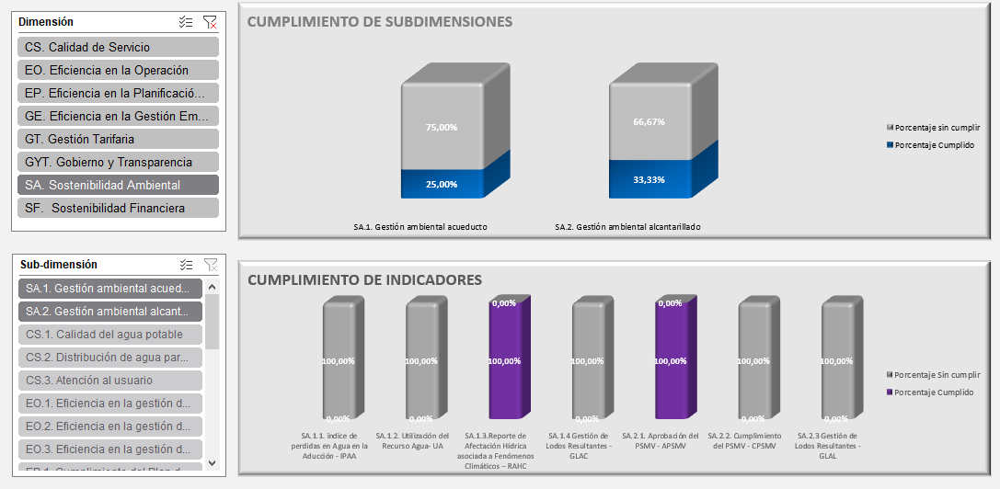 Dimensión
CS. Calidad de Servicio
EO. Eficiencia en la Operación
EP. Eficiencia en la Planificació...
GE. Eficiencia en la Gestión Em...
GT. Gestión Tarifaria
GYT. Gobierno y Transparencia
SA. Sostenibilidad Ambiental
SF.  Sostenibilidad Financiera
CUMPLIMIENTO DE SUBDIMENSIONES
75,00%
66,67%
25,00%
33,33%
SA.1. Gestión ambiental acueducto
SA.2. Gestión ambiental alcantarillado
Porcentaje sin cumplir
Porcentaje Cumplido
Sub-dimensión
SA.1. Gestión ambiental acued...
SA.2. Gestión ambiental alcant...
CS.1. Calidad del agua potable
CS.2. Distribución de agua par...
CS.3. Atención al usuario
EO.1. Eficiencia en la gestión d...
EO.2. Eficiencia en la gestión d...
EO.3. Eficiencia en la gestión d...
EP.1. Cumplimiento del Plan d...
CUMPLIMIENTO DE INDICADORES
0,00%
0,00%
100,00%
100,00%
100,00%
100,00%
100,00%
100,00%
100,00%
0,00%
0,00%
0,00%
0,00%
0,00%
SA.1.1. índice de
perdidas en Agua en la
Aducción - IPAA
SA.1.2. Utilización del
Recurso Agua- UA
SA.1.3.Reporte de
Afectación Hídrica
asociada a Fenómenos
Climáticos – RAHC
SA.1.4 Gestión de
Lodos Resultantes -
GLAC
SA.2.1. Aprobación del
PSMV - APSMV
SA.2.2. Cumplimiento
del PSMV - CPSMV
SA.2.3 Gestión de
Lodos Resultantes -
GLAL
Porcentaje Sin cumplir
Porcentaje Cumplido